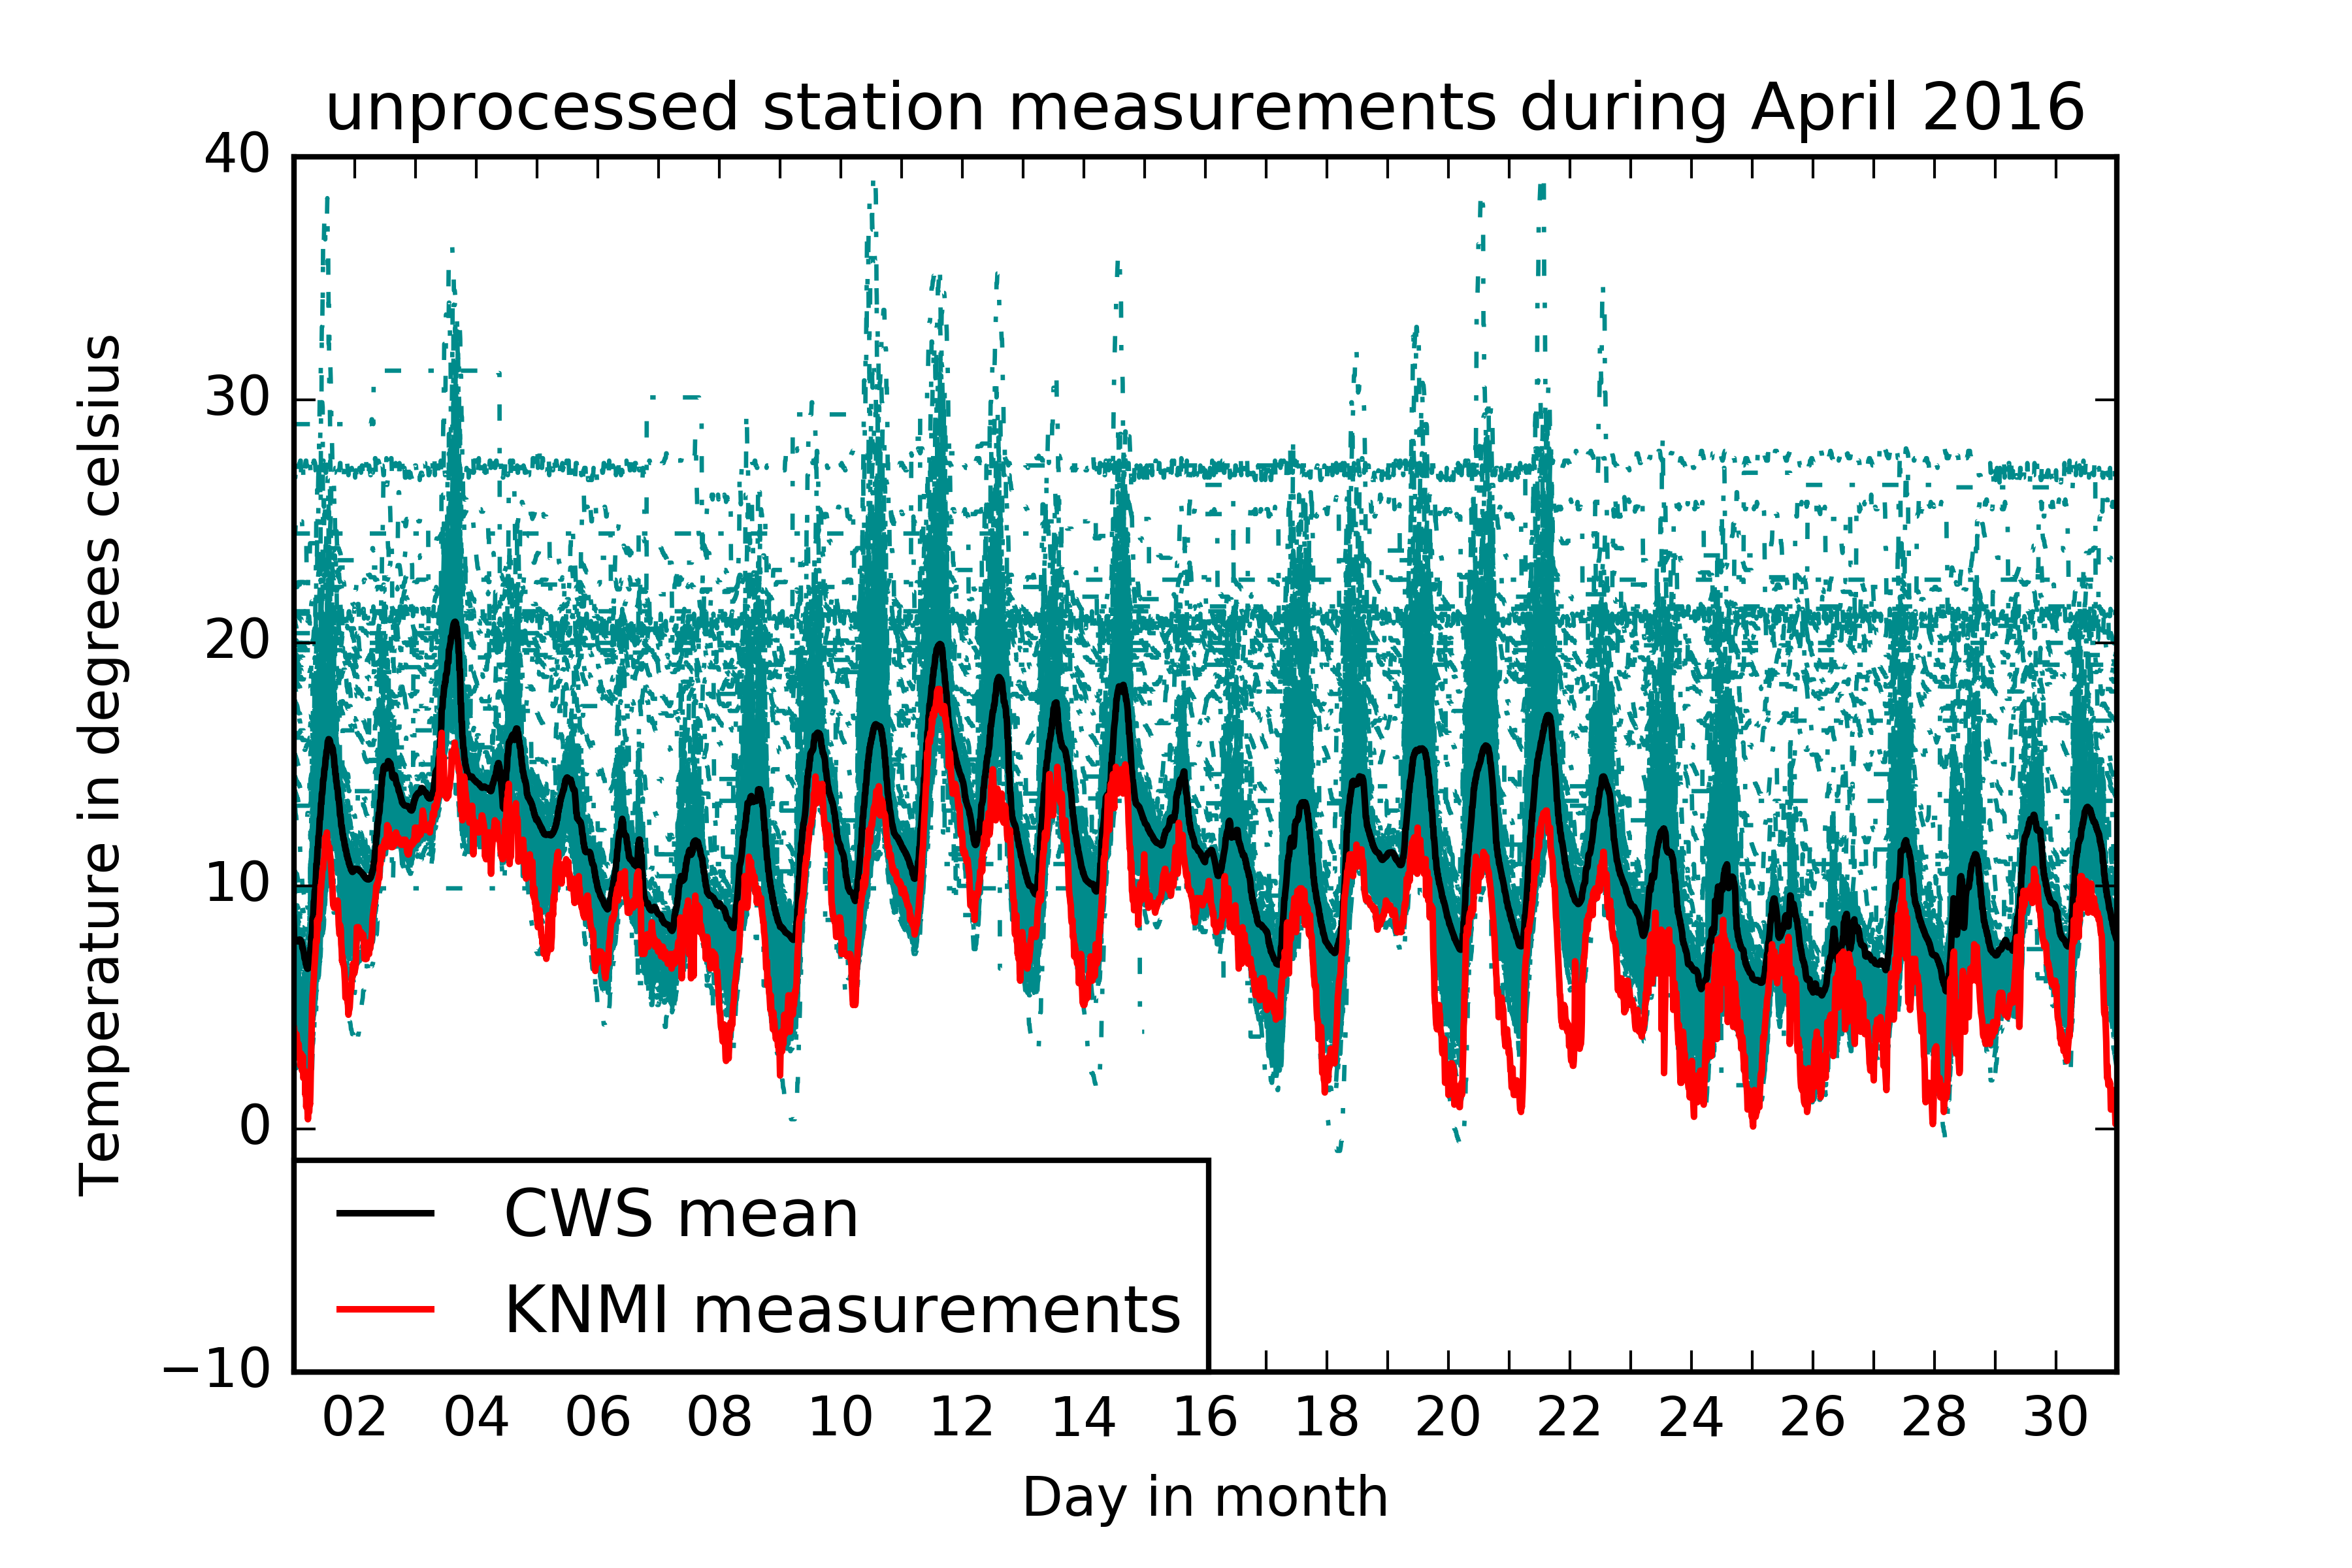 unprocessed station measurements during April 2016
Temperature in degrees celsius
40
30
20
10
0
−10
CWS mean
KNMI measurements
02 04 06 08 10 12 14 16 18 20 22 24 26 28 30
Day in month